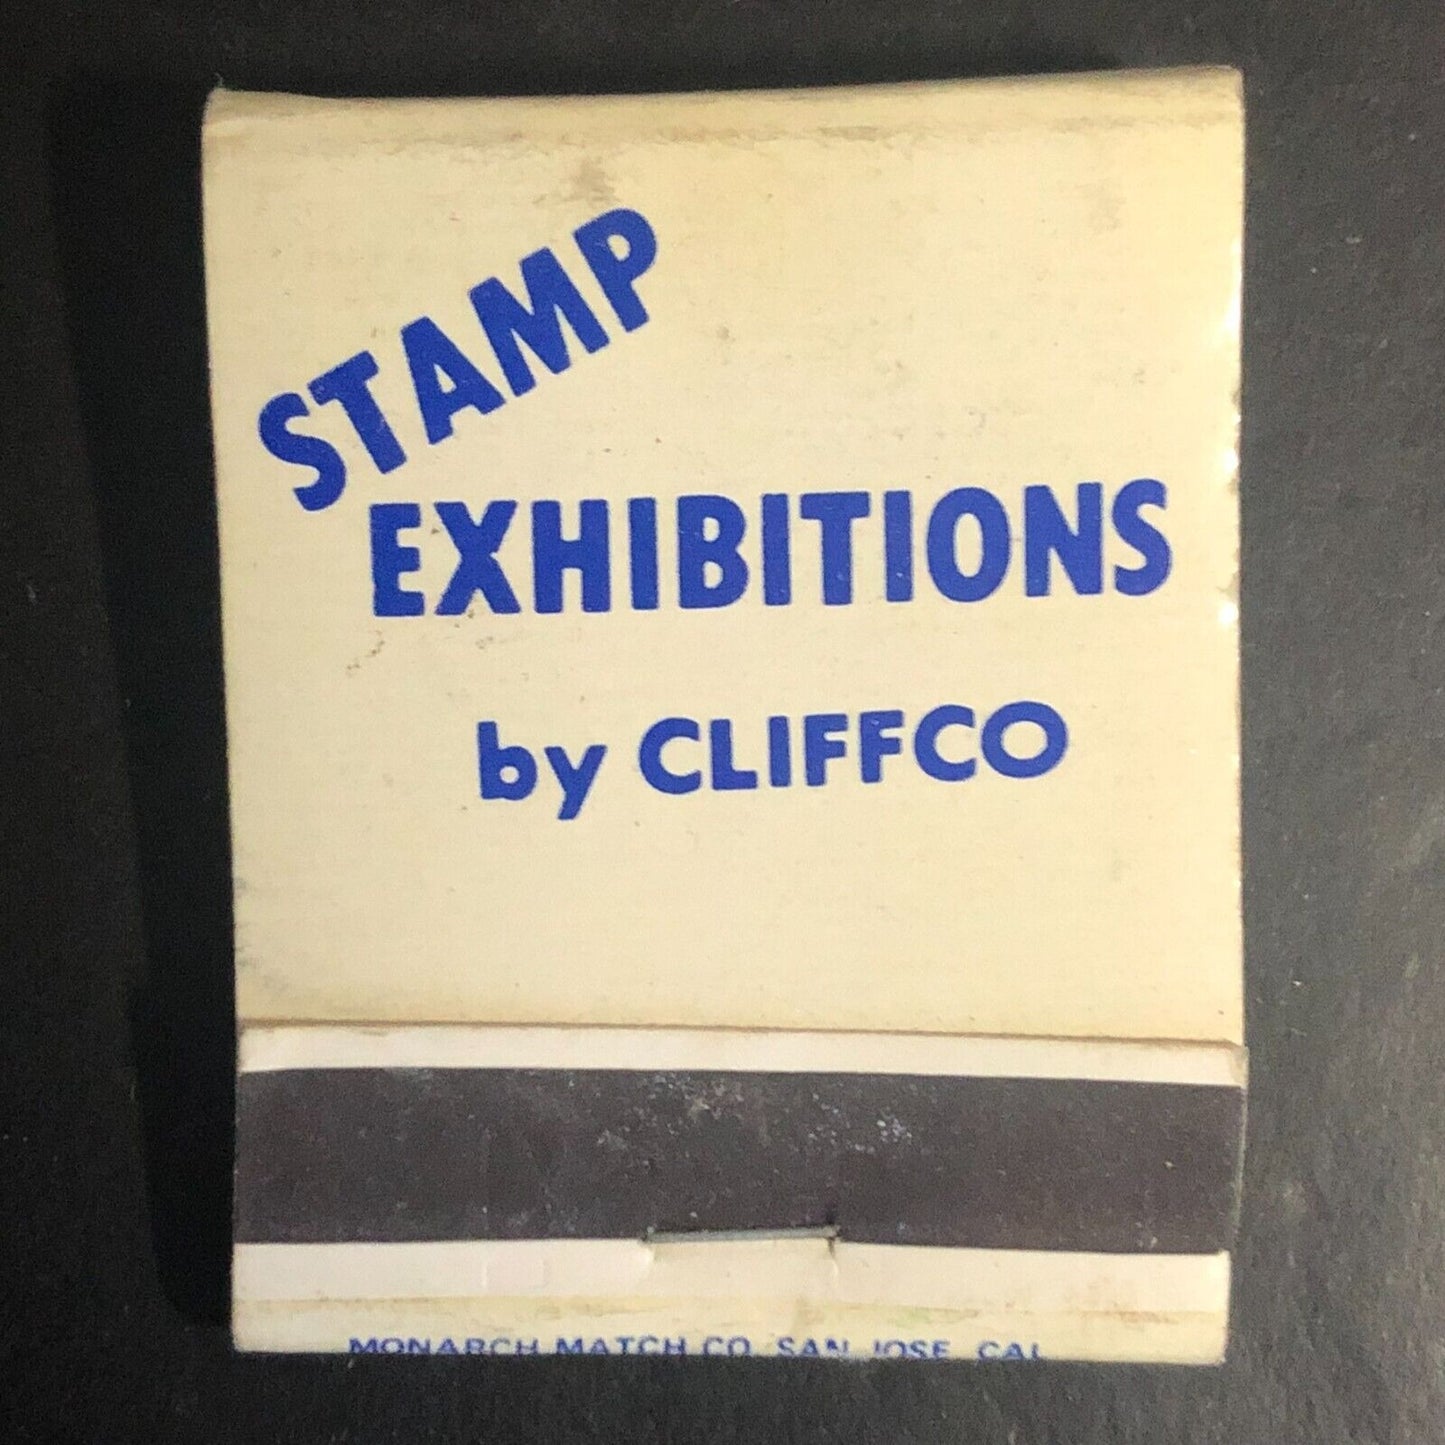 STAMP
EXHIBITIONS
by CLIFFCO
MONARCH MATCH CO. SAN JOSE, CAL